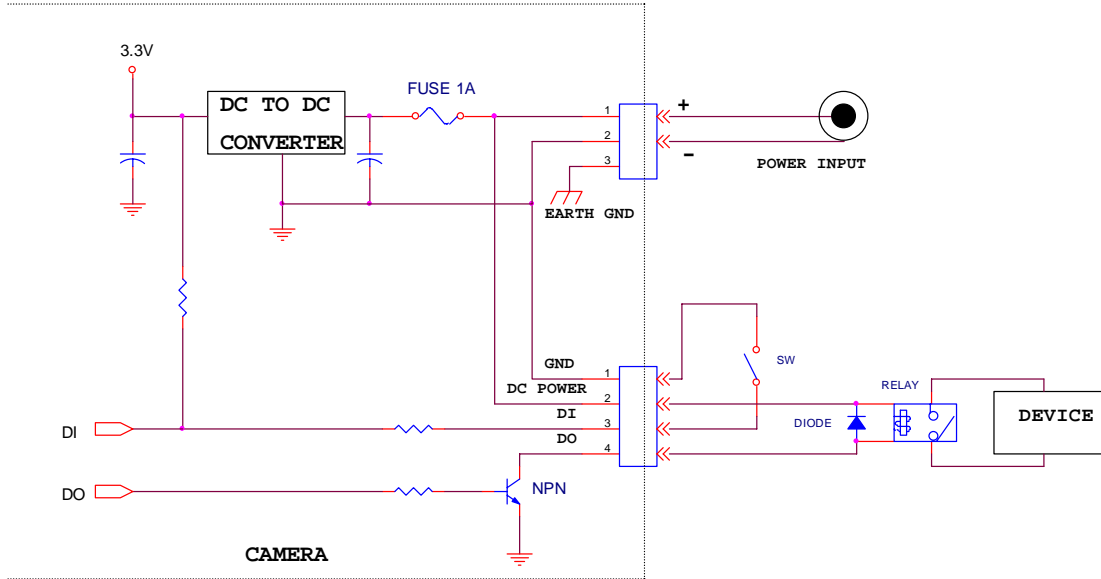 3.3V
FUSE 1A
DC TO DC
CONVERTER
1
2
3
+
-
POWER INPUT
EARTH GND
GND
DC POWER
DI
DO
1
2
3
4
SW
RELAY
DIODE
DEVICE
DI
DO
NPN
CAMERA